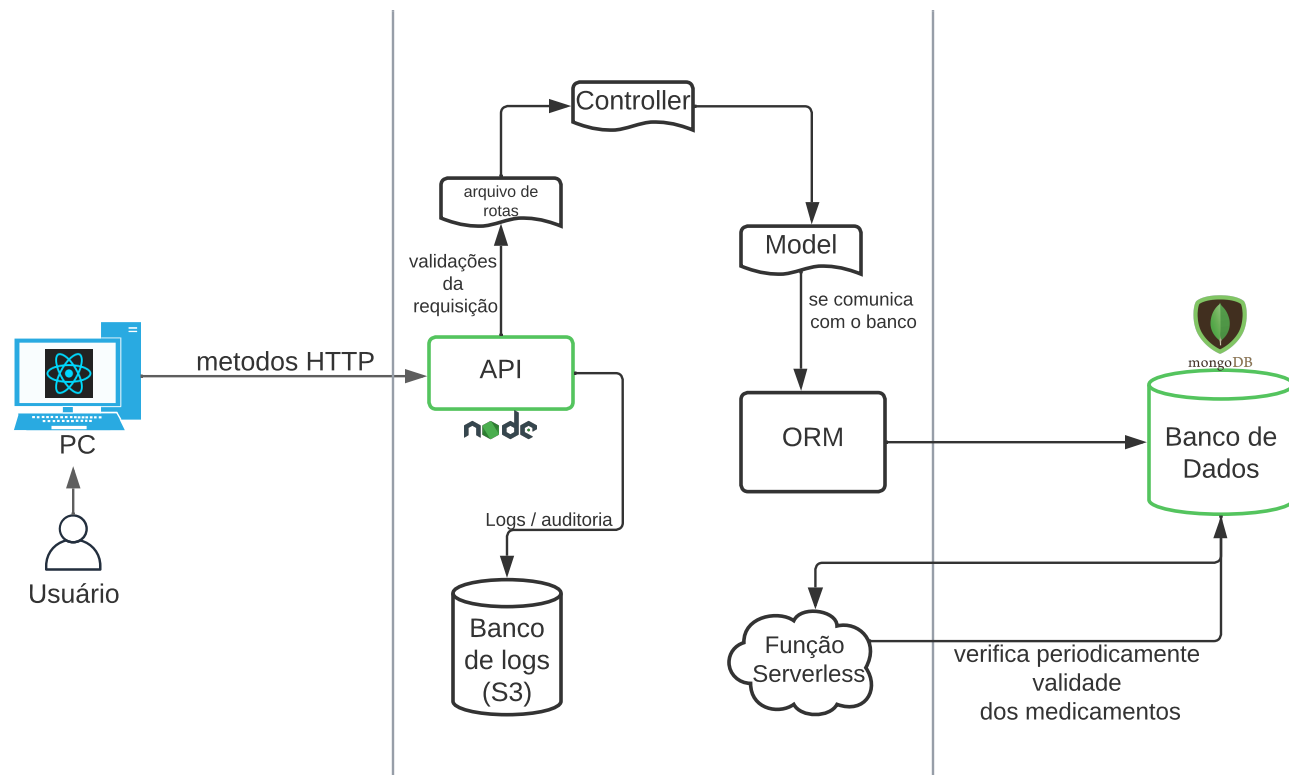 Controller
arquivo de
rotas
Model
validações
da
requisição
se comunica
com o banco
metodos HTTP
API
node
mongoDB
ORM
Banco de
Dados
PC
Logs / auditoria
Usuário
Banco
de logs
(S3)
Função
Serverless
verifica periodicamente
validade
dos medicamentos